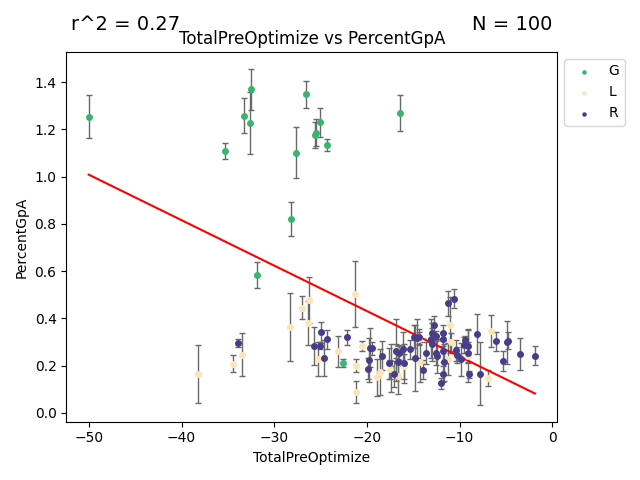 r^2 = 0.27
N = 100
TotalPreOptimize vs PercentGpA
G
L
R
PercentGpA
1.4
1.2
1.0
0.8
0.6
0.4
0.2
0.0
−50
−40
−30
−20
−10
0
TotalPreOptimize